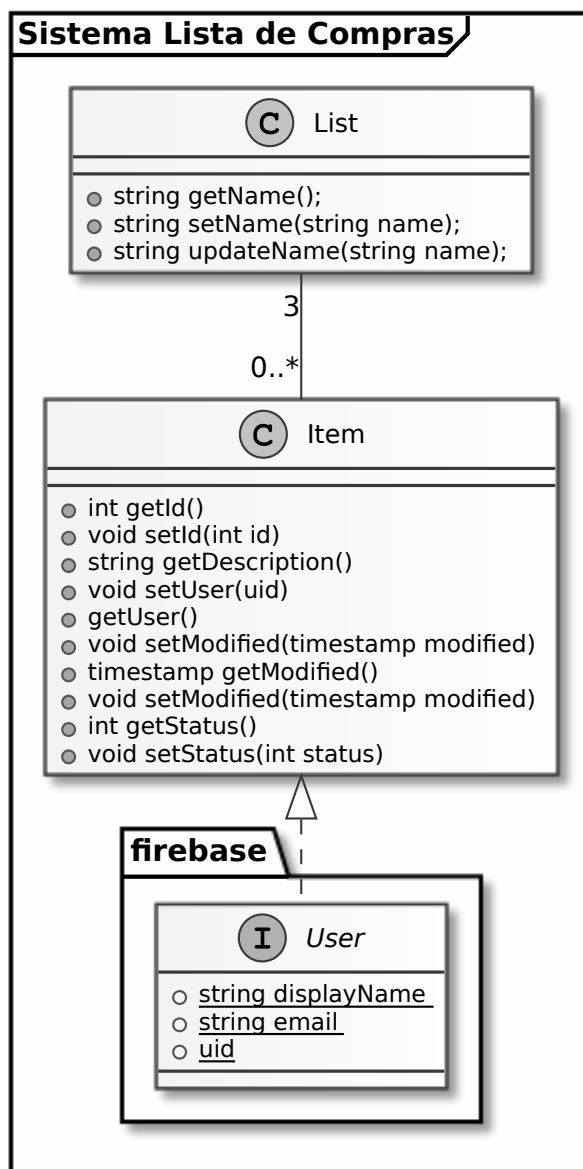 Sistema Lista de Compras
C List
string getName();
string setName(string name);
string updateName(string name);
3
0..*
C Item
int getId()
void setId(int id)
string getDescription()
void setUser(uid)
getUser()
void setModified(timestamp modified)
timestamp getModified()
void setModified(timestamp modified)
int getStatus()
void setStatus(int status)
firebase
I User
string displayName
string email
uid